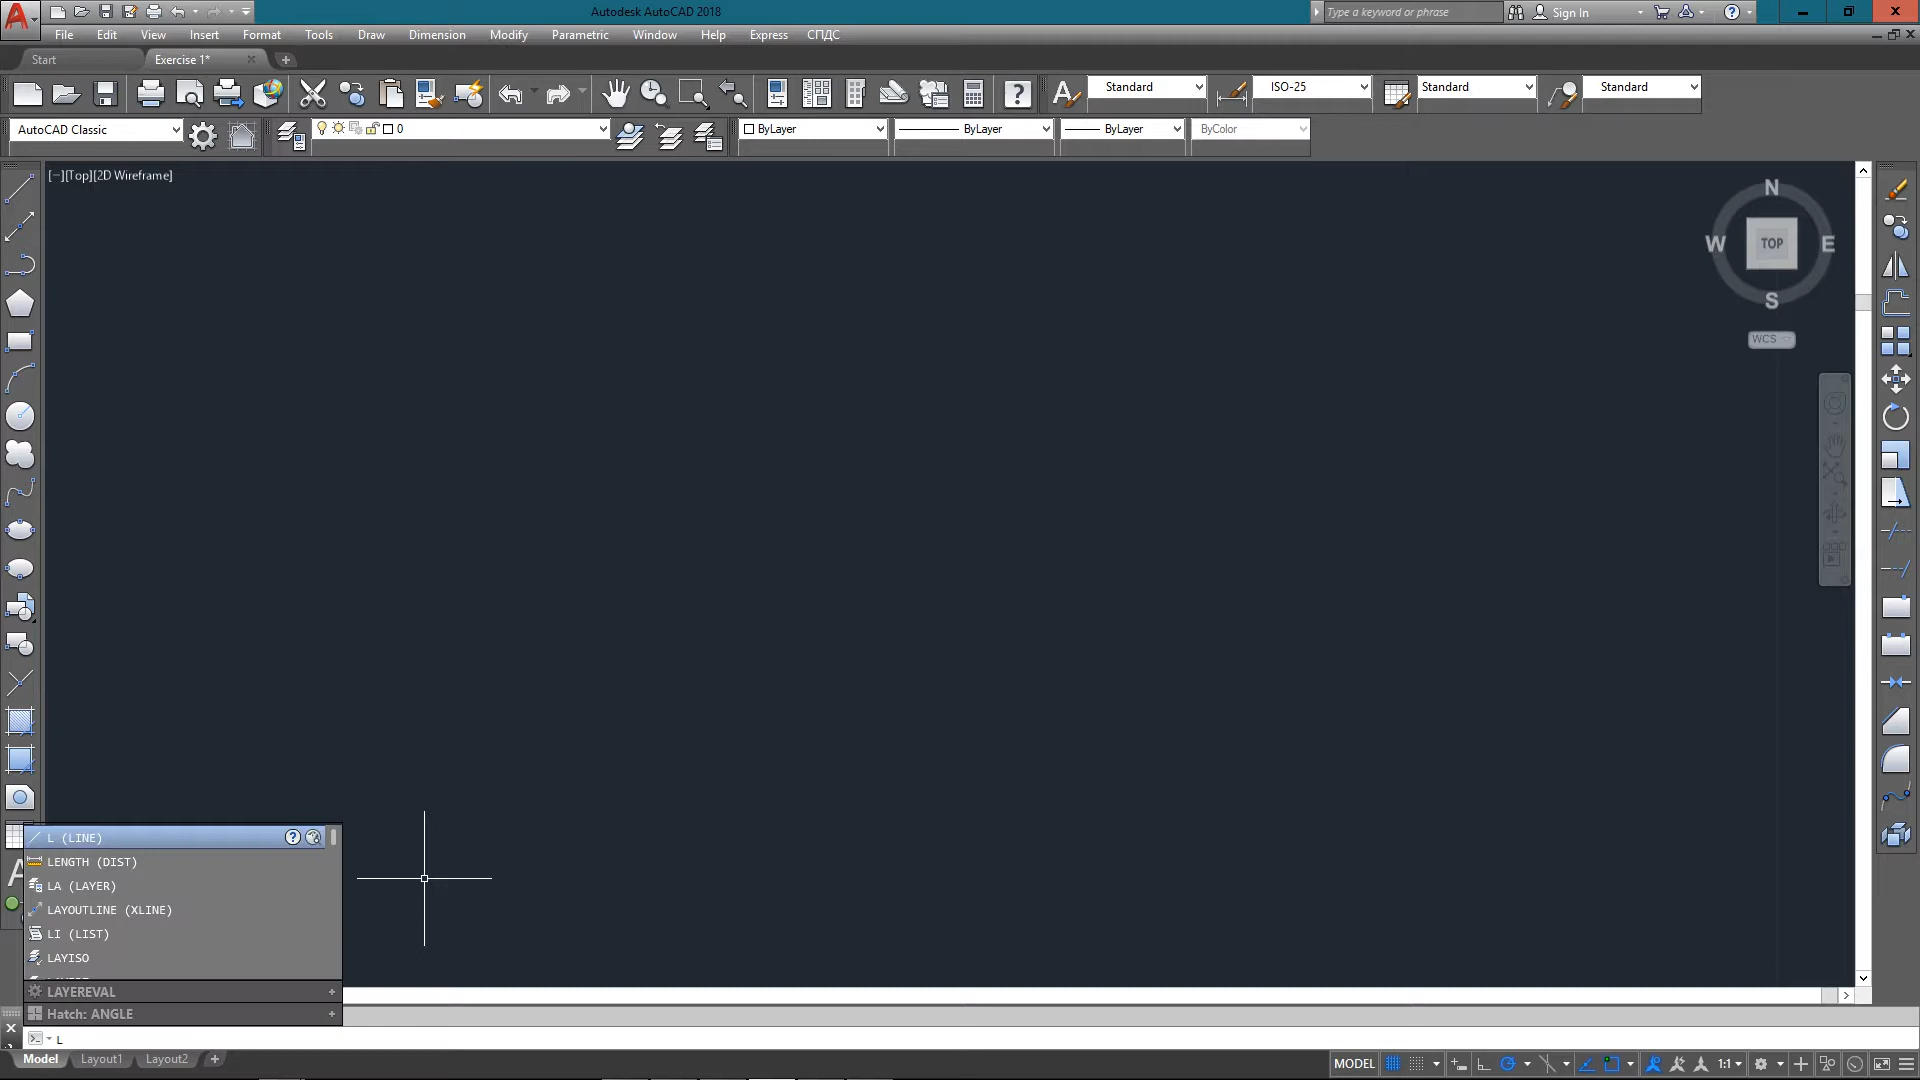 Autodesk AutoCAD 2018
Type a keyword or phrase
Sign In
File Edit View Insert Format Tools Draw Dimension Modify Parametric Window Help Express СПДС
Start Exercise 1*
Standard ISO-25 Standard Standard
AutoCAD Classic 0 ByLayer ByLayer ByLayer ByColor
[−][Top][2D Wireframe]
N
W TOP E
S
WCS
L (LINE)
LENGTH (DIST)
LA (LAYER)
LAYOUTLINE (XLINE)
LI (LIST)
LAYISO
LAYEREVAL
Hatch: ANGLE
L
Model Layout1 Layout2 MODEL 1:1